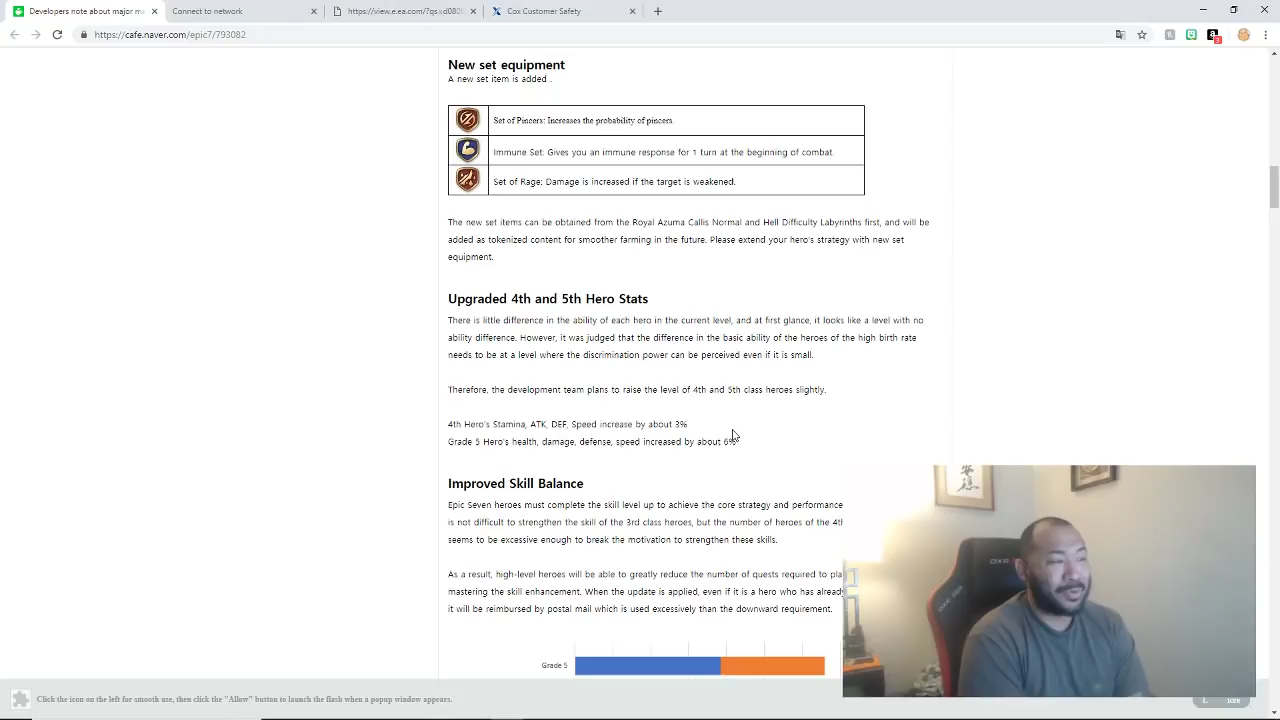 Developers note about major m
Connect to network
https://view.e.ea.com/?qs=d080
Cox Customer Safety
https://cafe.naver.com/epic7/793082
New set equipment
A new set item is added .
Set of Pincers: Increases the probability of pincers.
Immune Set: Gives you an immune response for 1 turn at the beginning of combat.
Set of Rage: Damage is increased if the target is weakened.
The new set items can be obtained from the Royal Azuma Callis Normal and Hell Difficulty Labyrinths first, and will be
added as tokenized content for smoother farming in the future. Please extend your hero's strategy with new set
equipment.
Upgraded 4th and 5th Hero Stats
There is little difference in the ability of each hero in the current level, and at first glance, it looks like a level with no
ability difference. However, it was judged that the difference in the basic ability of the heroes of the high birth rate
needs to be at a level where the discrimination power can be perceived even if it is small.
Therefore, the development team plans to raise the level of 4th and 5th class heroes slightly.
4th Hero's Stamina, ATK, DEF, Speed increase by about 3%
Grade 5 Hero's health, damage, defense, speed increased by about 6%
Improved Skill Balance
Epic Seven heroes must complete the skill level up to achieve the core strategy and performance
is not difficult to strengthen the skill of the 3rd class heroes, but the number of heroes of the 4th
seems to be excessive enough to break the motivation to strengthen these skills.
As a result, high-level heroes will be able to greatly reduce the number of quests required to pla
mastering the skill enhancement. When the update is applied, even if it is a hero who has already
it will be reimbursed by postal mail which is used excessively than the downward requirement.
Grade 5
Click the icon on the left for smooth use, then click the "Allow" button to launch the flash when a popup window appears.